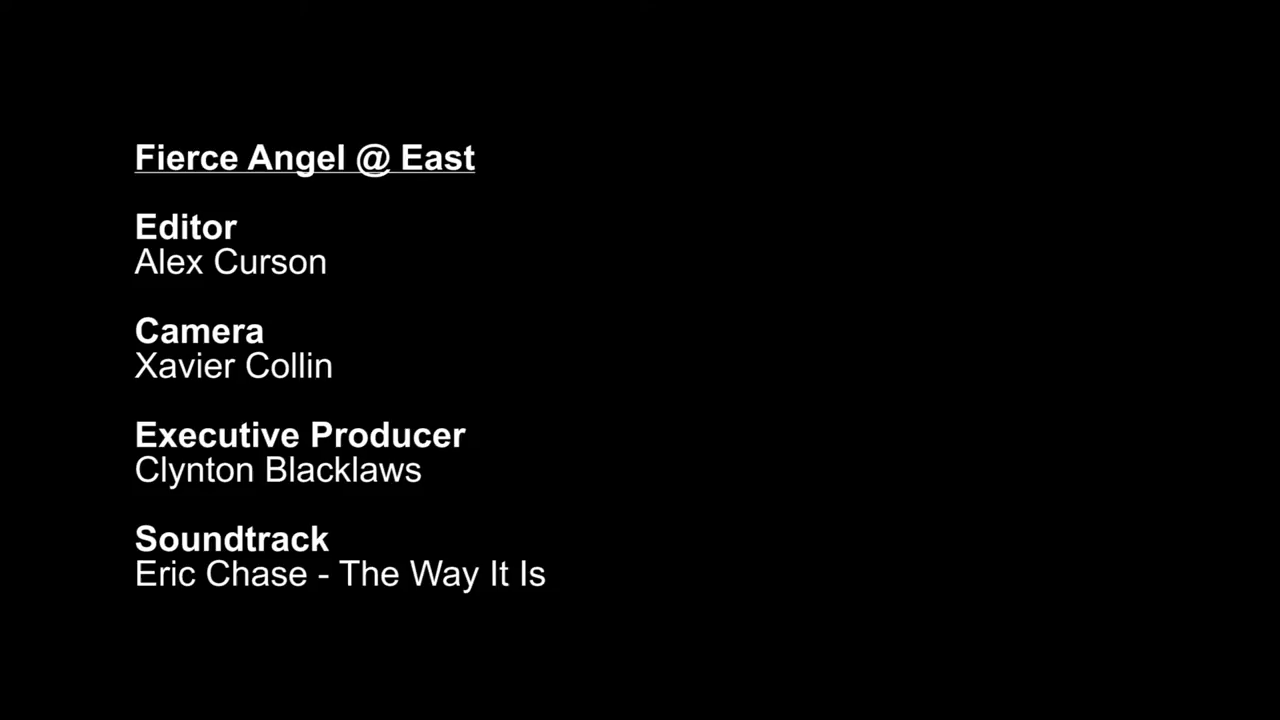 Fierce Angel @ East
Editor
Alex Curson
Camera
Xavier Collin
Executive Producer
Clynton Blacklaws
Soundtrack
Eric Chase - The Way It Is